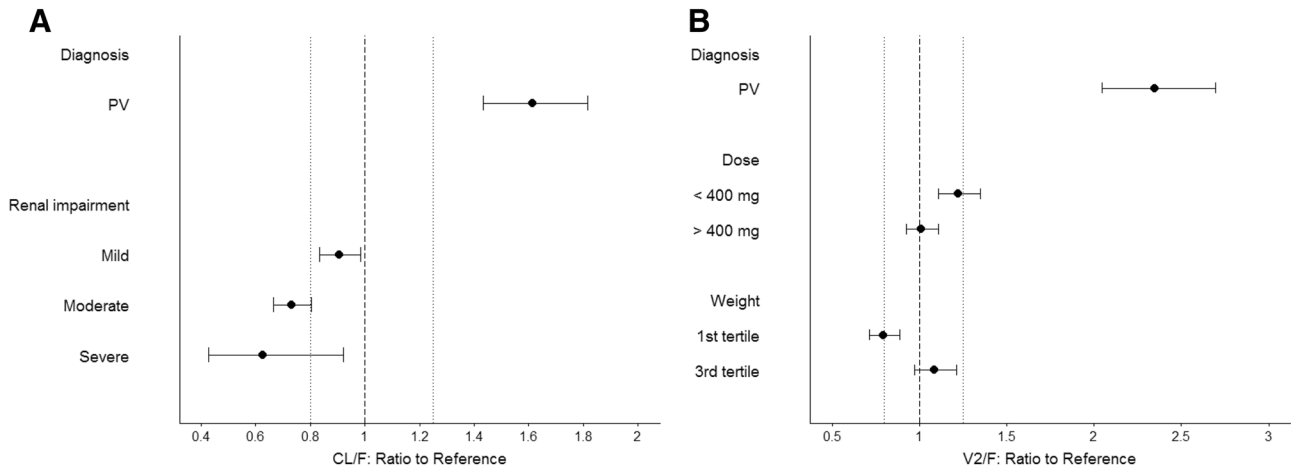 A
Diagnosis
PV
Renal impairment
Mild
Moderate
Severe
0.4 0.6 0.8 1 1.2 1.4 1.6 1.8 2
CL/F: Ratio to Reference
B
Diagnosis
PV
Dose
< 400 mg
> 400 mg
Weight
1st tertile
3rd tertile
0.5 1 1.5 2 2.5 3
V2/F: Ratio to Reference